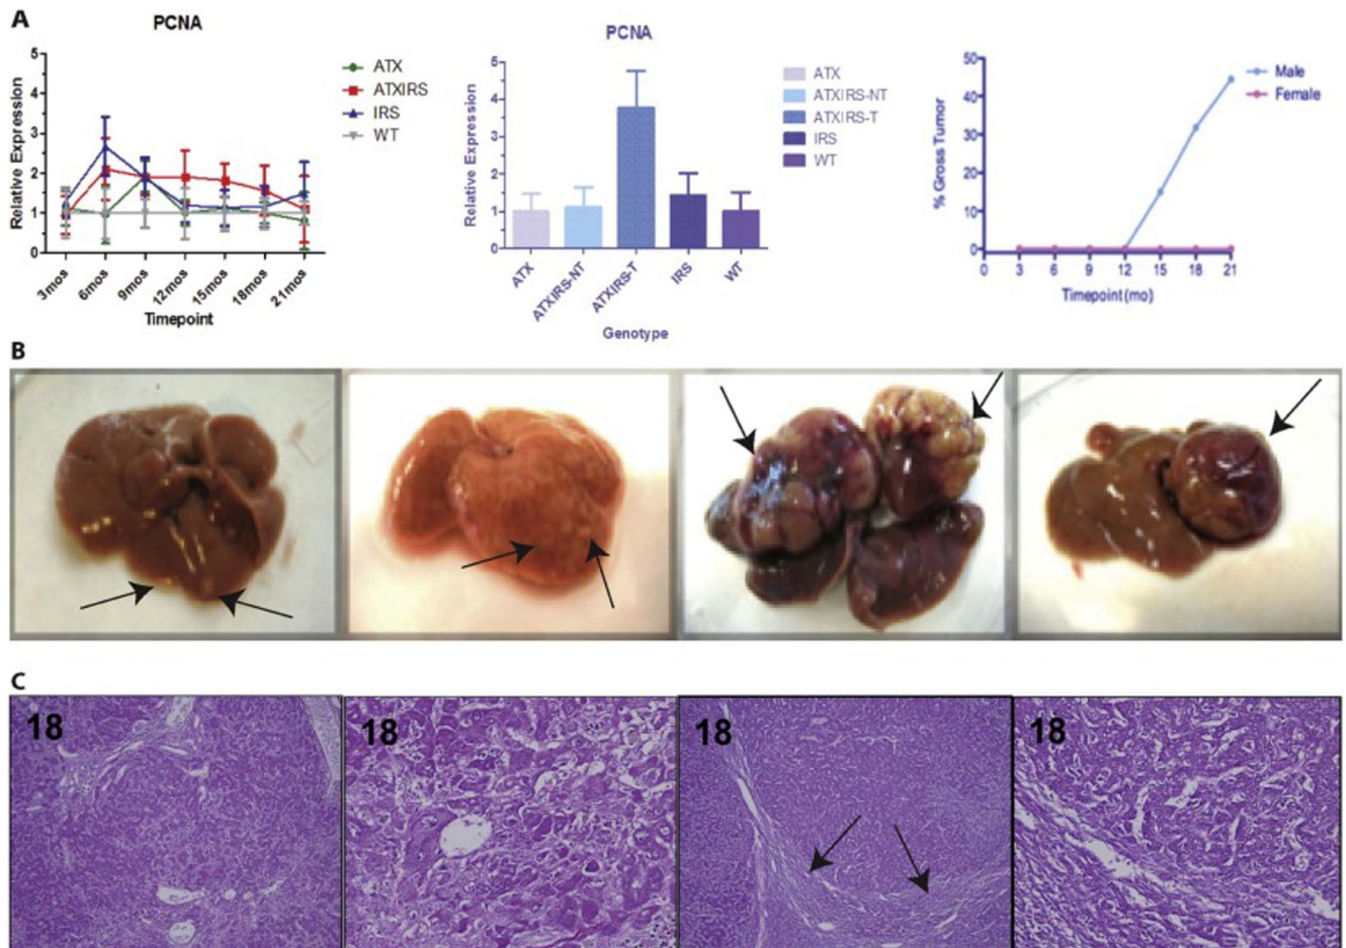 A
PCNA
Relative Expression
5
4
3
2
1
0
3mos
6mos
9mos
12mos
15mos
18mos
21mos
Timepoint
ATX
ATXIRS
IRS
WT
PCNA
Relative Expression
5
4
3
2
1
0
ATX
ATXIRS-NT
ATXIRS-T
IRS
WT
Genotype
ATX
ATXIRS-NT
ATXIRS-T
IRS
WT
% Gross Tumor
50
40
30
20
10
0
0 3 6 9 12 15 18 21
Timepoint (mo)
Male
Female
B
C
18
18
18
18